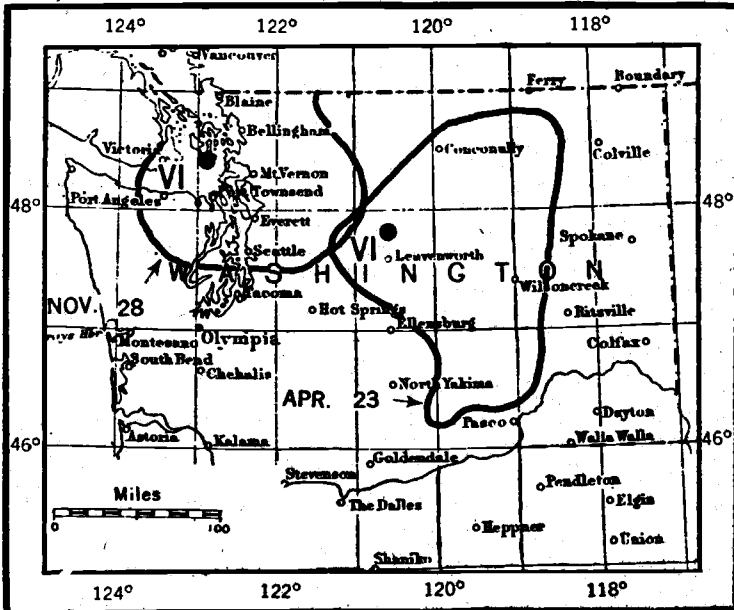 124° 122° 120° 118°
Vancouver
Ferry Boundary
Blaine
Bellingham
Victoria
Conconully
Colville
VI
Mt Vernon
Townsend
Port Angeles
48° 48°
Everett
VI
Spokane
Seattle
Leavenworth
WASHINGTON
Wilsoncreek
Tacoma
NOV. 28
Hot Springs
Ritzville
Ellensburg
Olympia
Montesano
Colfax
South Bend
Chehalis
North Yakima
APR. 23
Pasco
Dayton
Astoria
Kalama
46° 46°
Walla Walla
Goldendale
Stevenson
Pendleton
Miles
The Dalles
Elgin
0 100
Heppner
Union
Shaniko
124° 122° 120° 118°